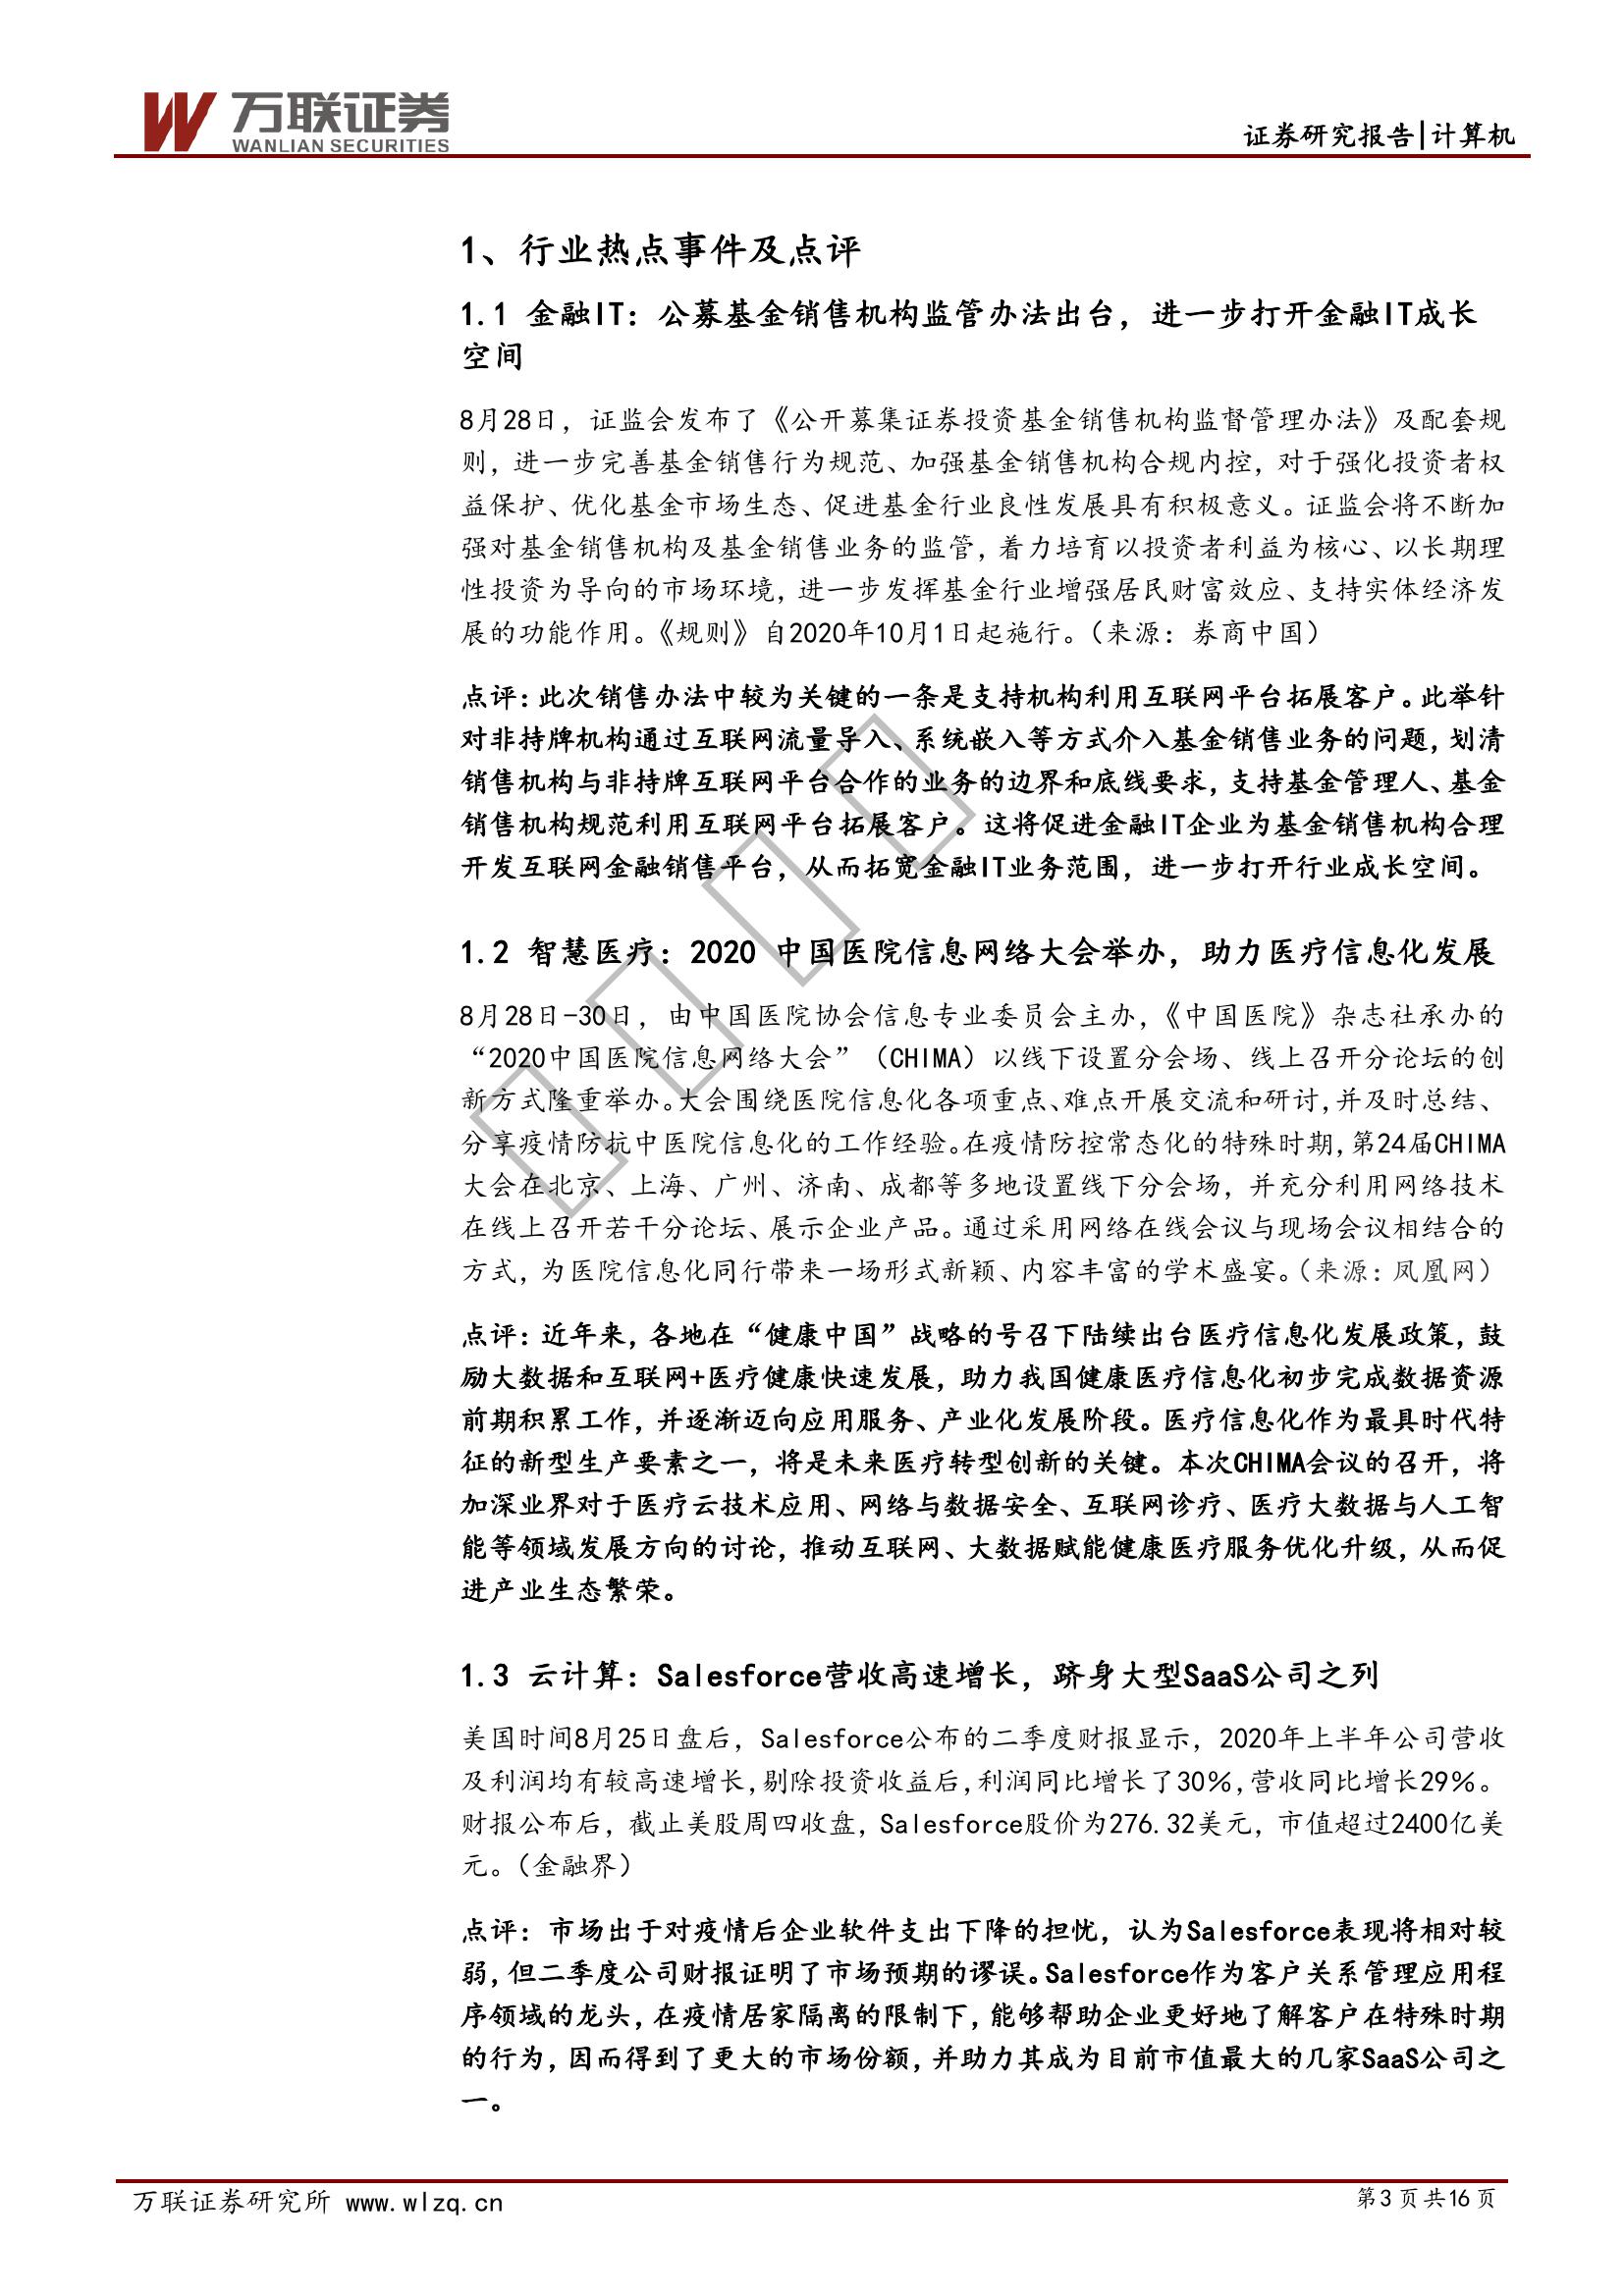 万联证券
WANLIAN SECURITIES
证券研究报告|计算机
1、行业热点事件及点评
1.1 金融IT：公募基金销售机构监管办法出台，进一步打开金融IT成长
空间
8月28日，证监会发布了《公开募集证券投资基金销售机构监督管理办法》及配套规
则，进一步完善基金销售行为规范、加强基金销售机构合规内控，对于强化投资者权
益保护、优化基金市场生态、促进基金行业良性发展具有积极意义。证监会将不断加
强对基金销售机构及基金销售业务的监管，着力培育以投资者利益为核心、以长期理
性投资为导向的市场环境，进一步发挥基金行业增强居民财富效应、支持实体经济发
展的功能作用。《规则》自2020年10月1日起施行。（来源：券商中国）
点评：此次销售办法中较为关键的一条是支持机构利用互联网平台拓展客户。此举针
对非持牌机构通过互联网流量导入、系统嵌入等方式介入基金销售业务的问题，划清
销售机构与非持牌互联网平台合作的业务的边界和底线要求，支持基金管理人、基金
销售机构规范利用互联网平台拓展客户。这将促进金融IT企业为基金销售机构合理
开发互联网金融销售平台，从而拓宽金融IT业务范围，进一步打开行业成长空间。
1.2 智慧医疗：2020 中国医院信息网络大会举办，助力医疗信息化发展
8月28日-30日，由中国医院协会信息专业委员会主办，《中国医院》杂志社承办的
“2020中国医院信息网络大会”（CHIMA）以线下设置分会场、线上召开分论坛的创
新方式隆重举办。大会围绕医院信息化各项重点、难点开展交流和研讨，并及时总结、
分享疫情防抗中医院信息化的工作经验。在疫情防控常态化的特殊时期，第24届CHIMA
大会在北京、上海、广州、济南、成都等多地设置线下分会场，并充分利用网络技术
在线上召开若干分论坛、展示企业产品。通过采用网络在线会议与现场会议相结合的
方式，为医院信息化同行带来一场形式新颖、内容丰富的学术盛宴。（来源：凤凰网）
点评：近年来，各地在“健康中国”战略的号召下陆续出台医疗信息化发展政策，鼓
励大数据和互联网+医疗健康快速发展，助力我国健康医疗信息化初步完成数据资源
前期积累工作，并逐渐迈向应用服务、产业化发展阶段。医疗信息化作为最具时代特
征的新型生产要素之一，将是未来医疗转型创新的关键。本次CHIMA会议的召开，将
加深业界对于医疗云技术应用、网络与数据安全、互联网诊疗、医疗大数据与人工智
能等领域发展方向的讨论，推动互联网、大数据赋能健康医疗服务优化升级，从而促
进产业生态繁荣。
1.3 云计算：Salesforce营收高速增长，跻身大型SaaS公司之列
美国时间8月25日盘后，Salesforce公布的二季度财报显示，2020年上半年公司营收
及利润均有较高速增长，剔除投资收益后，利润同比增长了30%，营收同比增长29%。
财报公布后，截止美股周四收盘，Salesforce股价为276.32美元，市值超过2400亿美
元。（金融界）
点评：市场出于对疫情后企业软件支出下降的担忧，认为Salesforce表现将相对较
弱，但二季度公司财报证明了市场预期的谬误。Salesforce作为客户关系管理应用程
序领域的龙头，在疫情居家隔离的限制下，能够帮助企业更好地了解客户在特殊时期
的行为，因而得到了更大的市场份额，并助力其成为目前市值最大的几家SaaS公司之
一。
万联证券研究所 www.wlzq.cn
第3页共16页